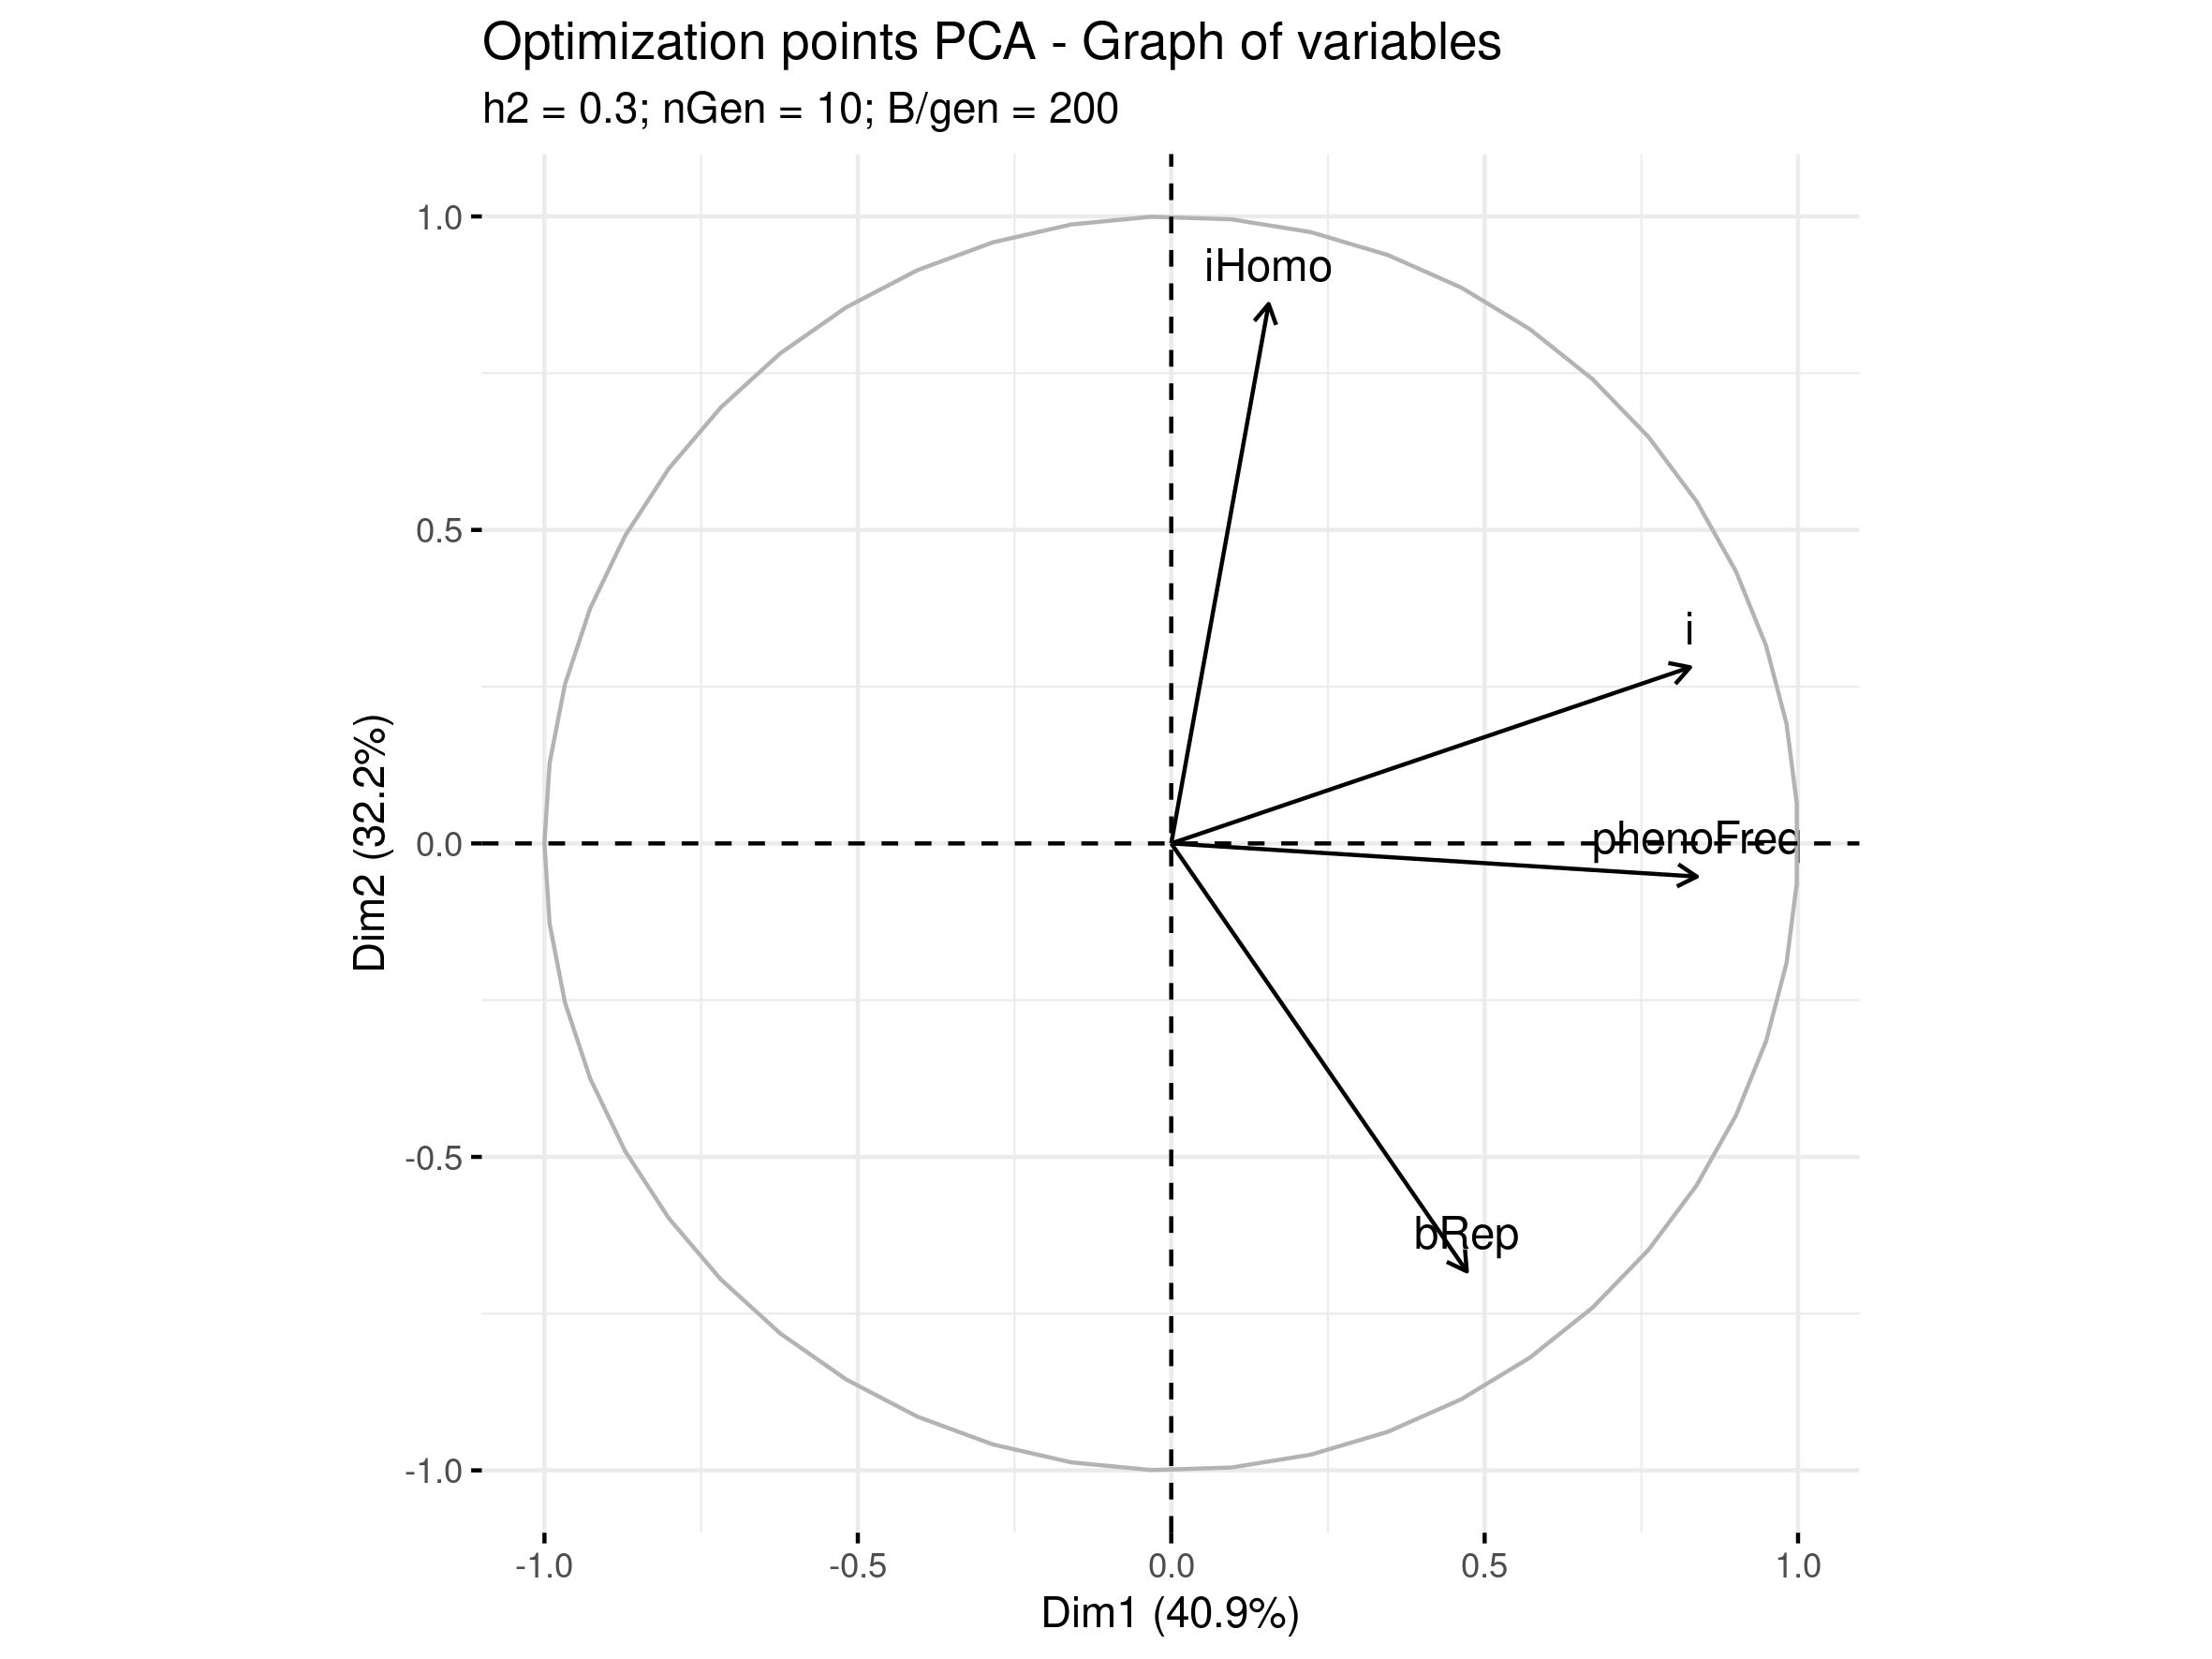 Optimization points PCA - Graph of variables
h2 = 0.3; nGen = 10; B/gen = 200
1.0
iHomo
0.5
i
Dim2 (32.2%)
0.0
phenoFreq
-0.5
bRep
-1.0
-1.0
-0.5
0.0
0.5
1.0
Dim1 (40.9%)